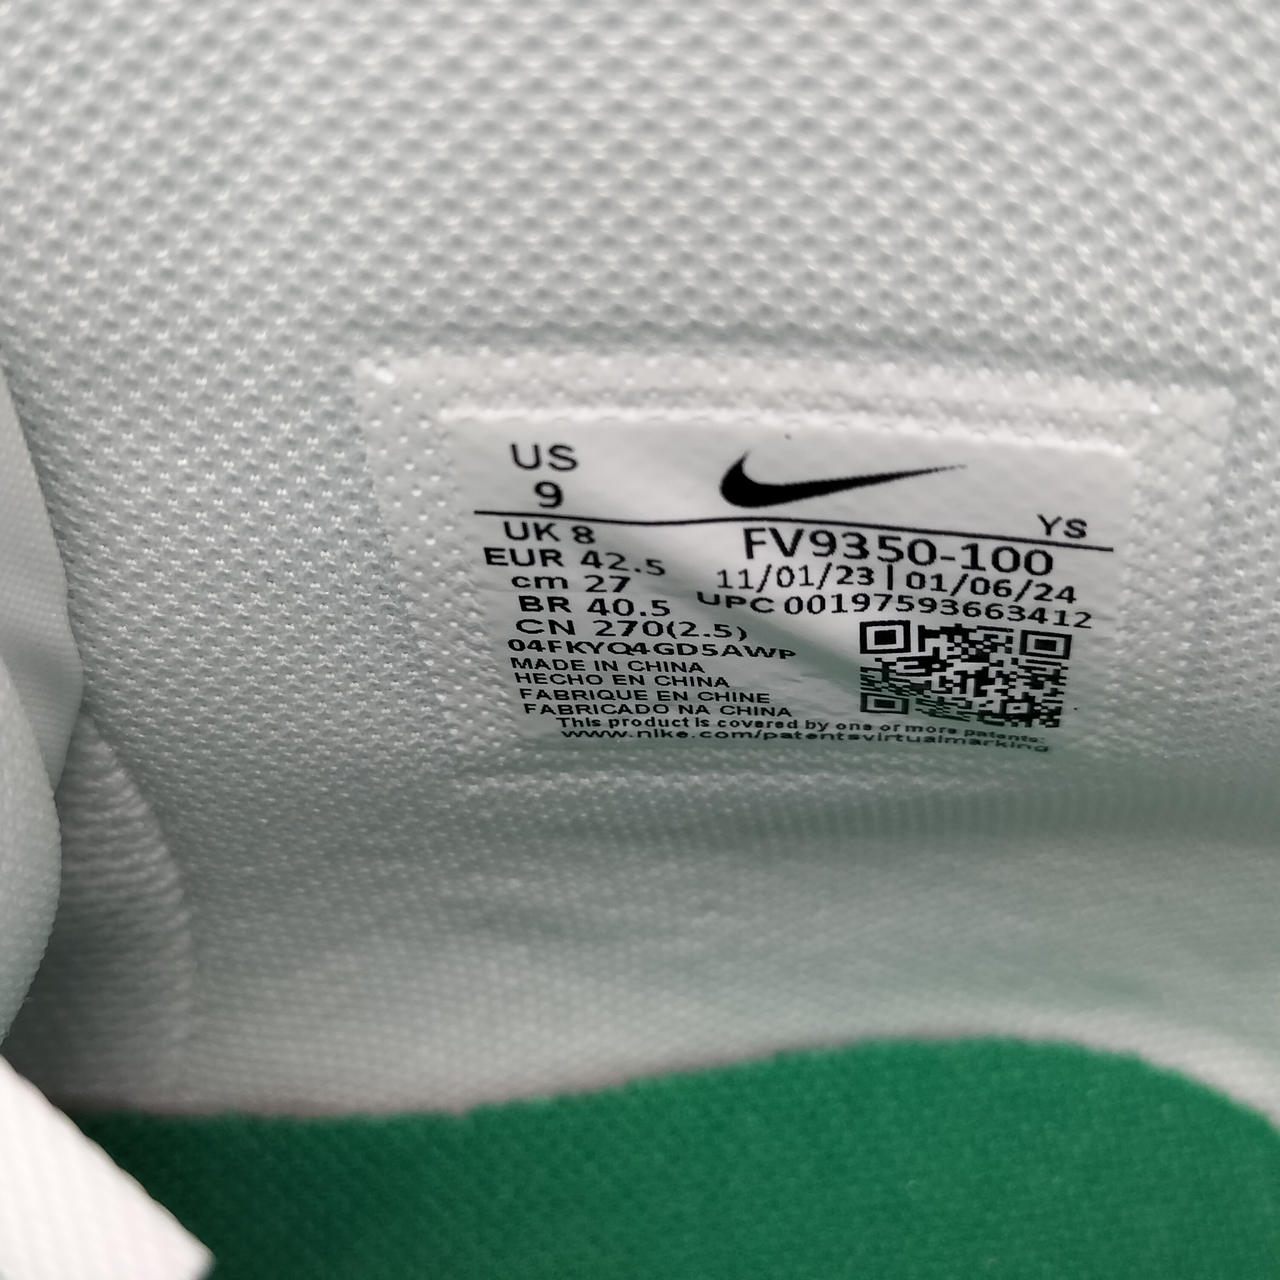 US
9
YS
UK 8
EUR 42.5
cm 27
BR 40.5
CN 270(2.5)
FV9350-100
11/01/23 | 01/06/24
UPC 00197593663412
04FKYQ4GD5AWP
MADE IN CHINA
HECHO EN CHINA
FABRIQUE EN CHINE
FABRICADO NA CHINA
This product is covered by one or more patents:
www.nike.com/patentsvirtualmarking